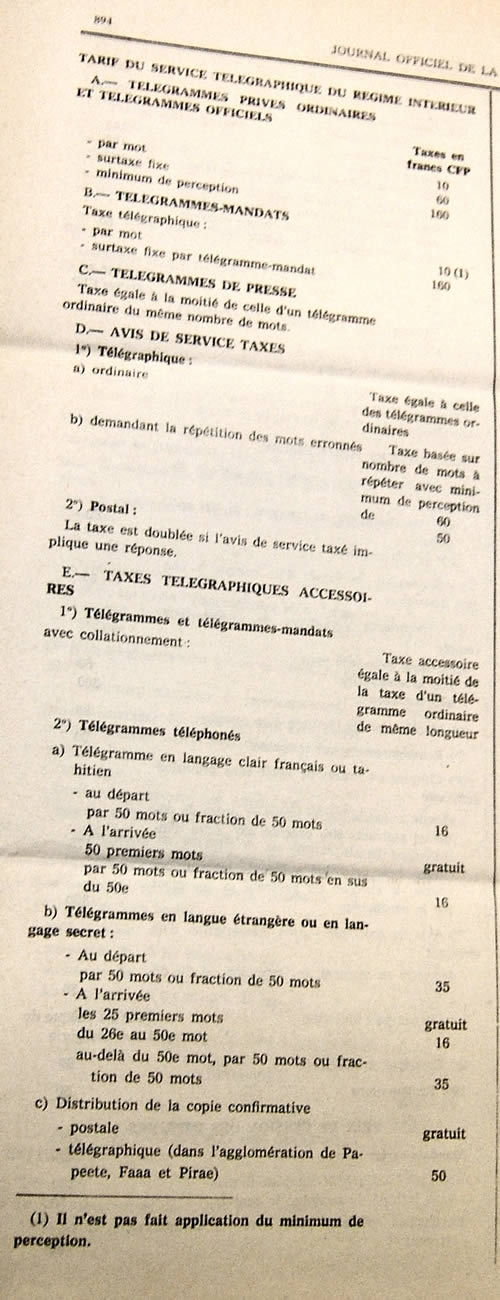 894
JOURNAL OFFICIEL DE LA
TARIF DU SERVICE TELEGRAPHIQUE DU REGIME INTERIEUR
A.— TELEGRAMMES PRIVES ORDINAIRES
ET TELEGRAMMES OFFICIELS
Taxes en
francs CFP
- par mot 10
- surtaxe fixe 60
- minimum de perception 160
B.— TELEGRAMMES-MANDATS
Taxe télégraphique :
- par mot 10 (1)
- surtaxe fixe par télégramme-mandat 160
C.— TELEGRAMMES DE PRESSE
Taxe égale à la moitié de celle d'un télégramme
ordinaire du même nombre de mots.
D.— AVIS DE SERVICE TAXES
1°) Télégraphique :
a) ordinaire
Taxe égale à celle
des télégrammes or-
dinaires
b) demandant la répétition des mots erronnés
Taxe basée sur
nombre de mots à
répéter avec mini-
mum de perception
de 60
2°) Postal : 50
La taxe est doublée si l'avis de service taxé im-
plique une réponse.
E.— TAXES TELEGRAPHIQUES ACCESSOI-
RES
1°) Télégrammes et télégrammes-mandats
avec collationnement :
Taxe accessoire
égale à la moitié de
la taxe d'un télé-
gramme ordinaire
de même longueur
2°) Télégrammes téléphonés
a) Télégramme en langage clair français ou ta-
hitien
- au départ
par 50 mots ou fraction de 50 mots 16
- A l'arrivée
50 premiers mots gratuit
par 50 mots ou fraction de 50 mots en sus
du 50e 16
b) Télégrammes en langue étrangère ou en lan-
gage secret :
- Au départ
par 50 mots ou fraction de 50 mots 35
- A l'arrivée
les 25 premiers mots gratuit
du 26e au 50e mot 16
au-delà du 50e mot, par 50 mots ou frac-
tion de 50 mots 35
c) Distribution de la copie confirmative
- postale gratuit
- télégraphique (dans l'agglomération de Pa-
peete, Faaa et Pirae) 50
(1) Il n'est pas fait application du minimum de
perception.